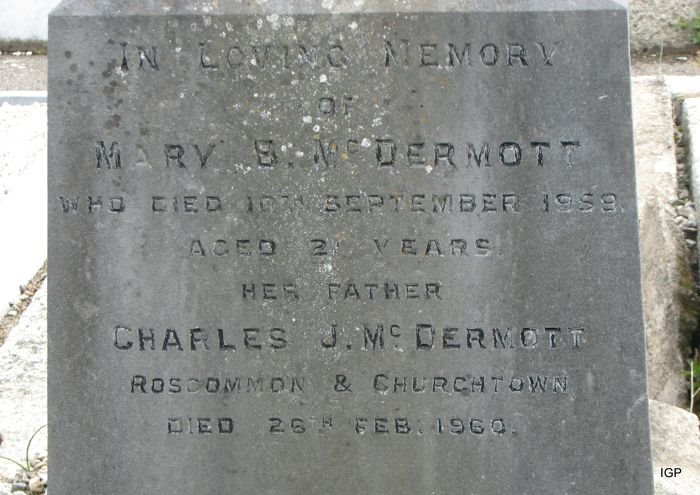 IN LOVING MEMORY
OF
MARY B. McDERMOTT
WHO DIED 10TH SEPTEMBER 1959.
AGED 21 YEARS.
HER FATHER
CHARLES J. McDERMOTT
ROSCOMMON & CHURCHTOWN
DIED 26TH FEB. 1960.
IGP